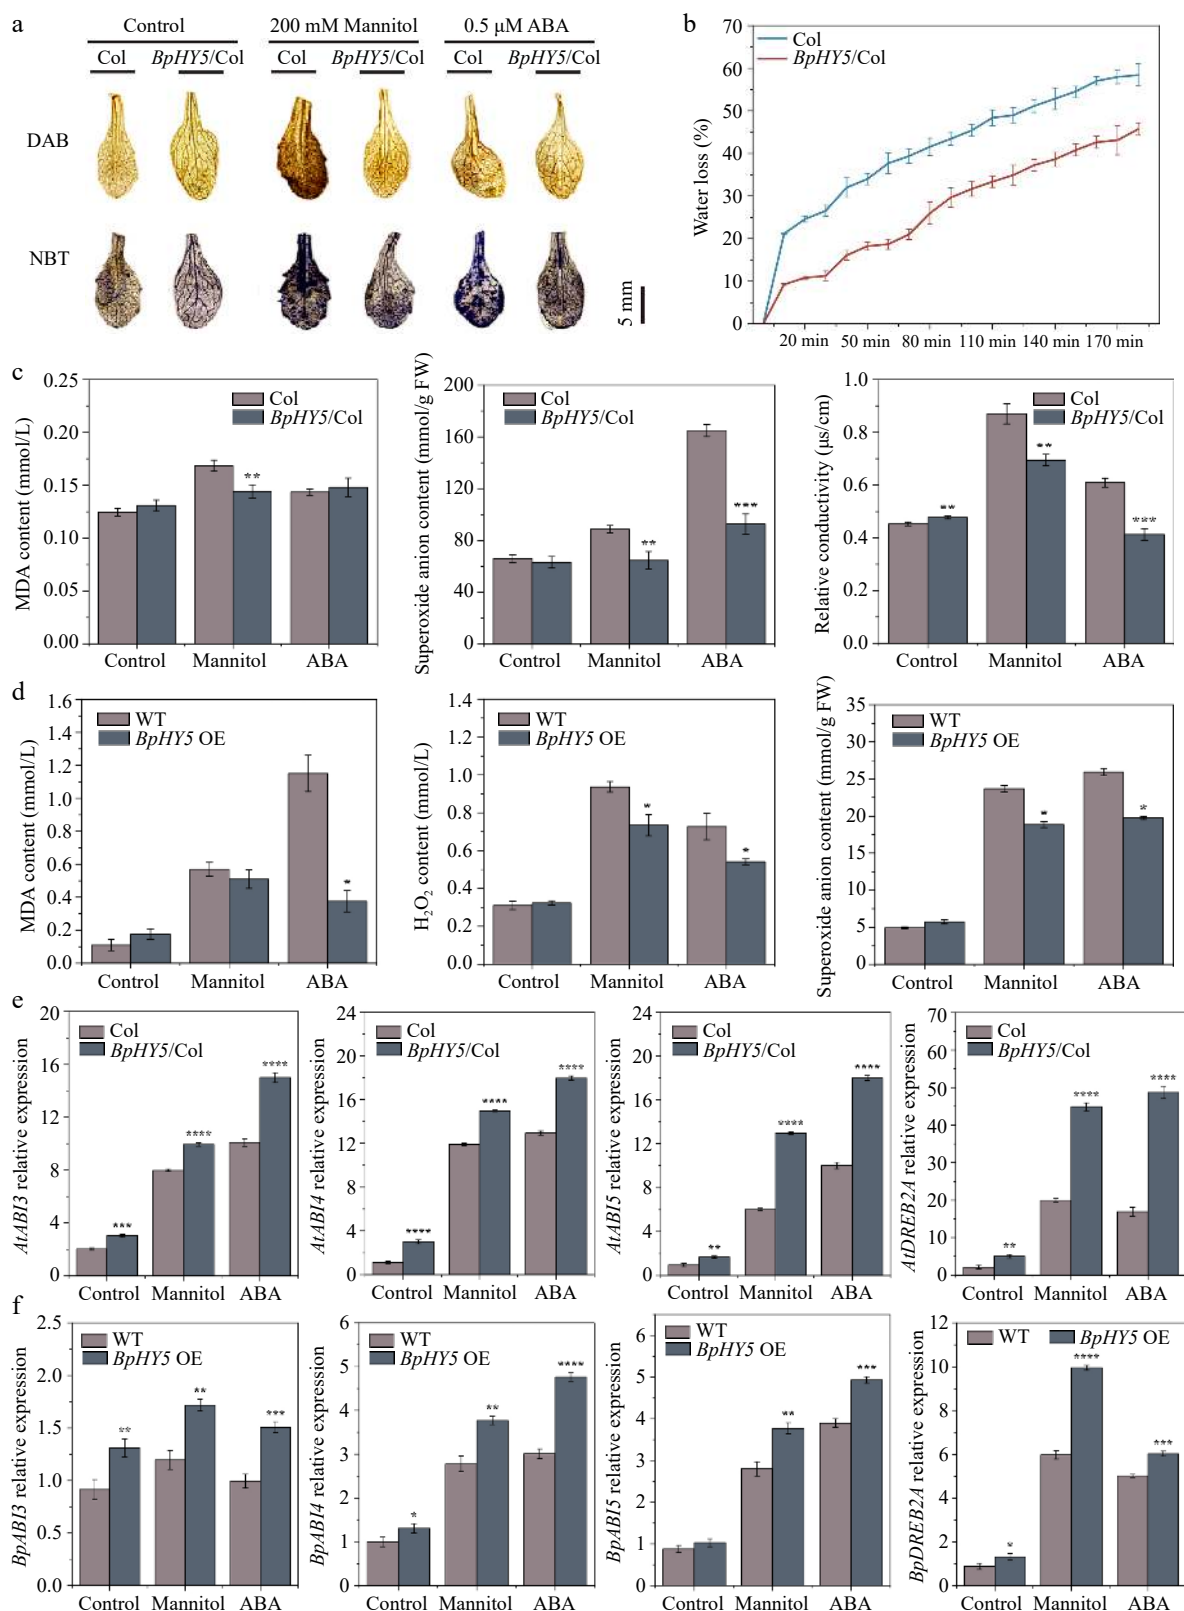 a
Control
200 mM Mannitol
0.5 μM ABA
Col
BpHY5/Col
Col
BpHY5/Col
Col
BpHY5/Col
DAB
NBT
5 mm
b
Water loss (%)
70
60
50
40
30
20
10
0
Col
BpHY5/Col
20 min
50 min
80 min
110 min
140 min
170 min
c
MDA content (mmol/L)
0.25
0.20
0.15
0.10
0.05
0.00
Col
BpHY5/Col
**
Control
Mannitol
ABA
Superoxide anion content (mmol/g FW)
200
160
120
80
60
40
0
Col
BpHY5/Col
**
***
Control
Mannitol
ABA
Relative conductivity (μs/cm)
1.0
0.8
0.6
0.4
0.2
0.0
Col
BpHY5/Col
**
**
***
Control
Mannitol
ABA
d
MDA content (mmol/L)
1.6
1.4
1.2
1.0
0.8
0.6
0.4
0.2
0.0
WT
BpHY5 OE
*
Control
Mannitol
ABA
H₂O₂ content (mmol/L)
1.4
1.2
1.0
0.8
0.6
0.4
0.2
0.0
WT
BpHY5 OE
*
*
Control
Mannitol
ABA
Superoxide anion content (mmol/g FW)
35
30
25
20
15
10
5
0
WT
BpHY5 OE
*
*
Control
Mannitol
ABA
e
AtABI3 relative expression
20
16
12
8
4
0
Col
BpHY5/Col
***
****
****
Control
Mannitol
ABA
AtABI4 relative expression
24
20
16
12
8
4
0
Col
BpHY5/Col
****
****
****
Control
Mannitol
ABA
AtABI5 relative expression
24
20
16
12
8
4
0
Col
BpHY5/Col
**
****
****
Control
Mannitol
ABA
AtDREB2A relative expression
70
60
50
40
30
20
10
5
0
Col
BpHY5/Col
**
****
****
Control
Mannitol
ABA
f
BpABI3 relative expression
2.5
2.0
1.5
1.0
0.5
0.0
WT
BpHY5 OE
**
**
***
Control
Mannitol
ABA
BpABI4 relative expression
6
5
4
3
2
1
0
WT
BpHY5 OE
*
**
****
Control
Mannitol
ABA
BpABI5 relative expression
6
5
4
3
2
1
0
WT
BpHY5 OE
**
***
Control
Mannitol
ABA
BpDREB2A relative expression
12
10
8
6
4
2
0
WT
BpHY5 OE
*
****
***
Control
Mannitol
ABA